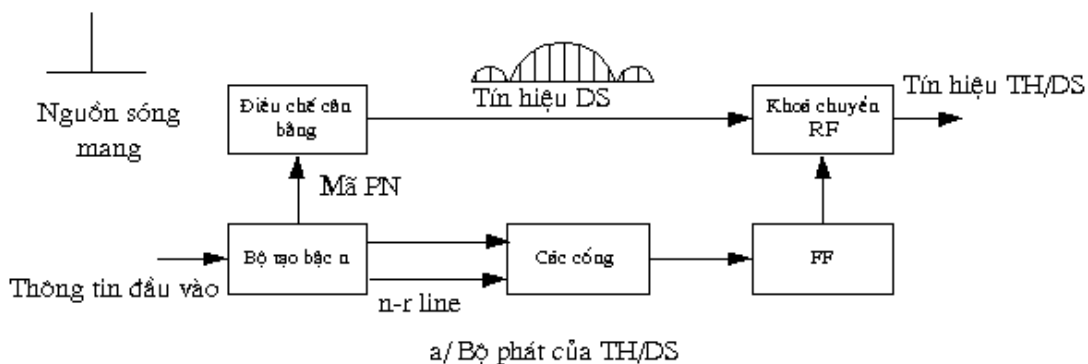 Tín hiệu TH/DS
Tín hiệu DS
Nguồn sóng
mang
Điều chế cân
bằng
Khoá chuyển
RF
Mã PN
Bộ tạo bậc n
Các cổng
FF
Thông tin đầu vào
n-r line
a/ Bộ phát của TH/DS